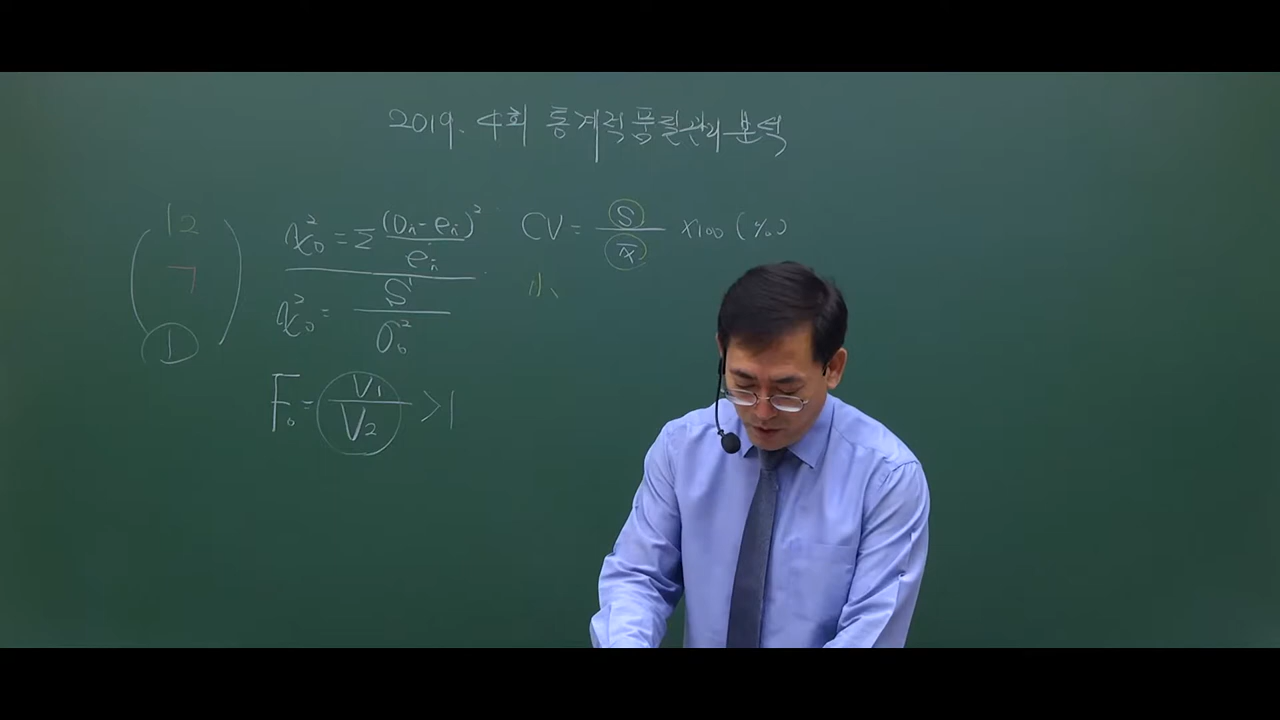 2019. 4회 통계적품질관리분석
12
7
1
χ₀² = Σ (Oᵢ - eᵢ)² / eᵢ
χ₀² = S / σ₀²
F₀ = V₁ / V₂ > 1
CV = s / x̄ × 100 (%)
小